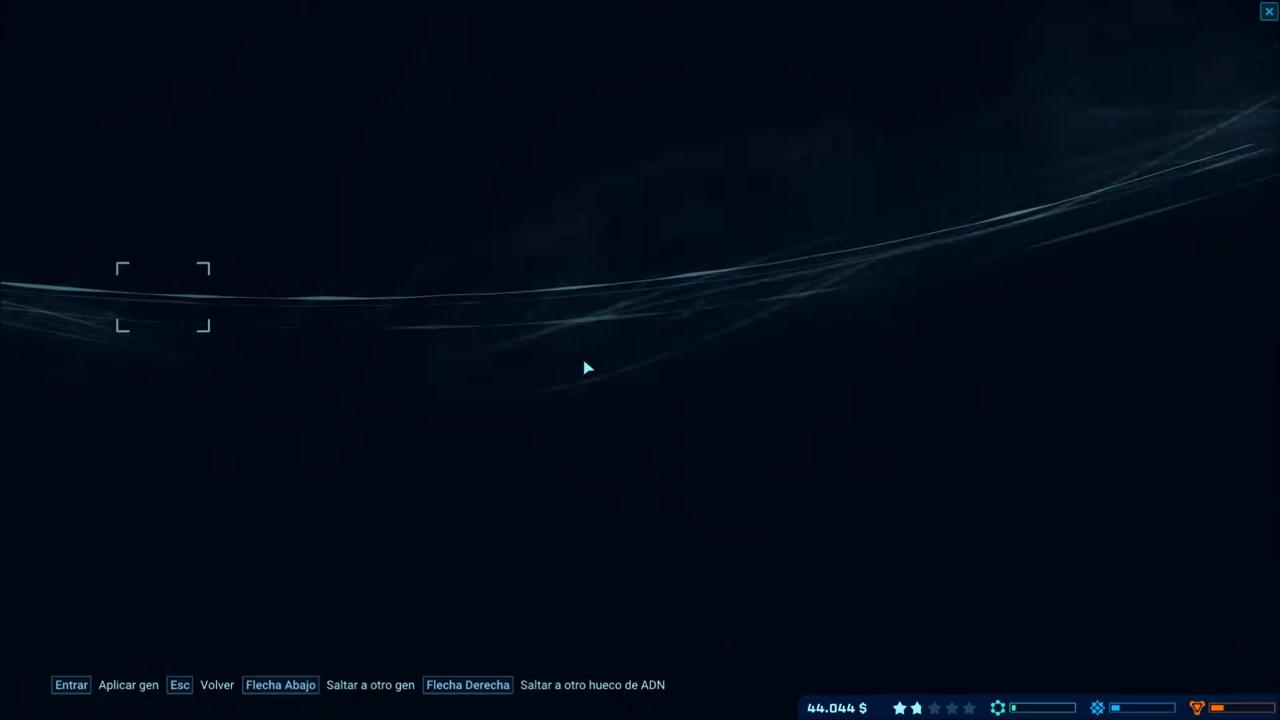 Entrar Aplicar gen Esc Volver Flecha Abajo Saltar a otro gen Flecha Derecha Saltar a otro hueco de ADN
44.044 $